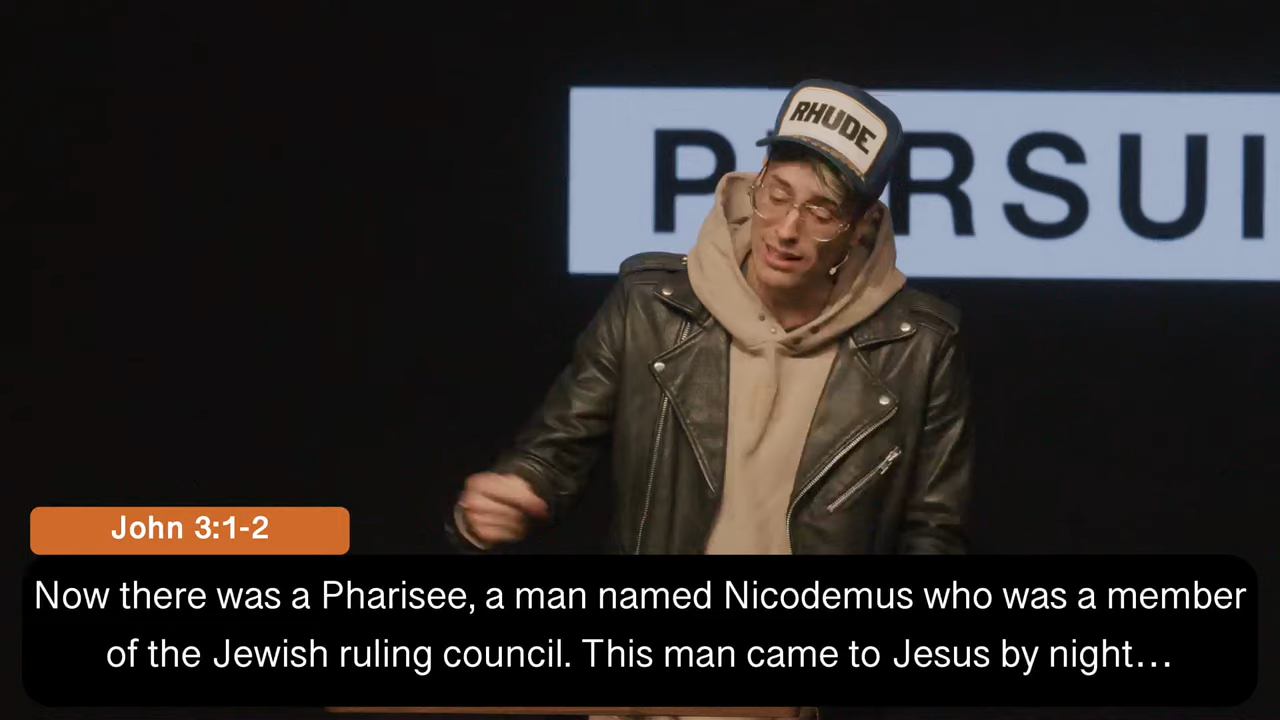 RHUDE
PURSUI
John 3:1-2
Now there was a Pharisee, a man named Nicodemus who was a member
of the Jewish ruling council. This man came to Jesus by night…